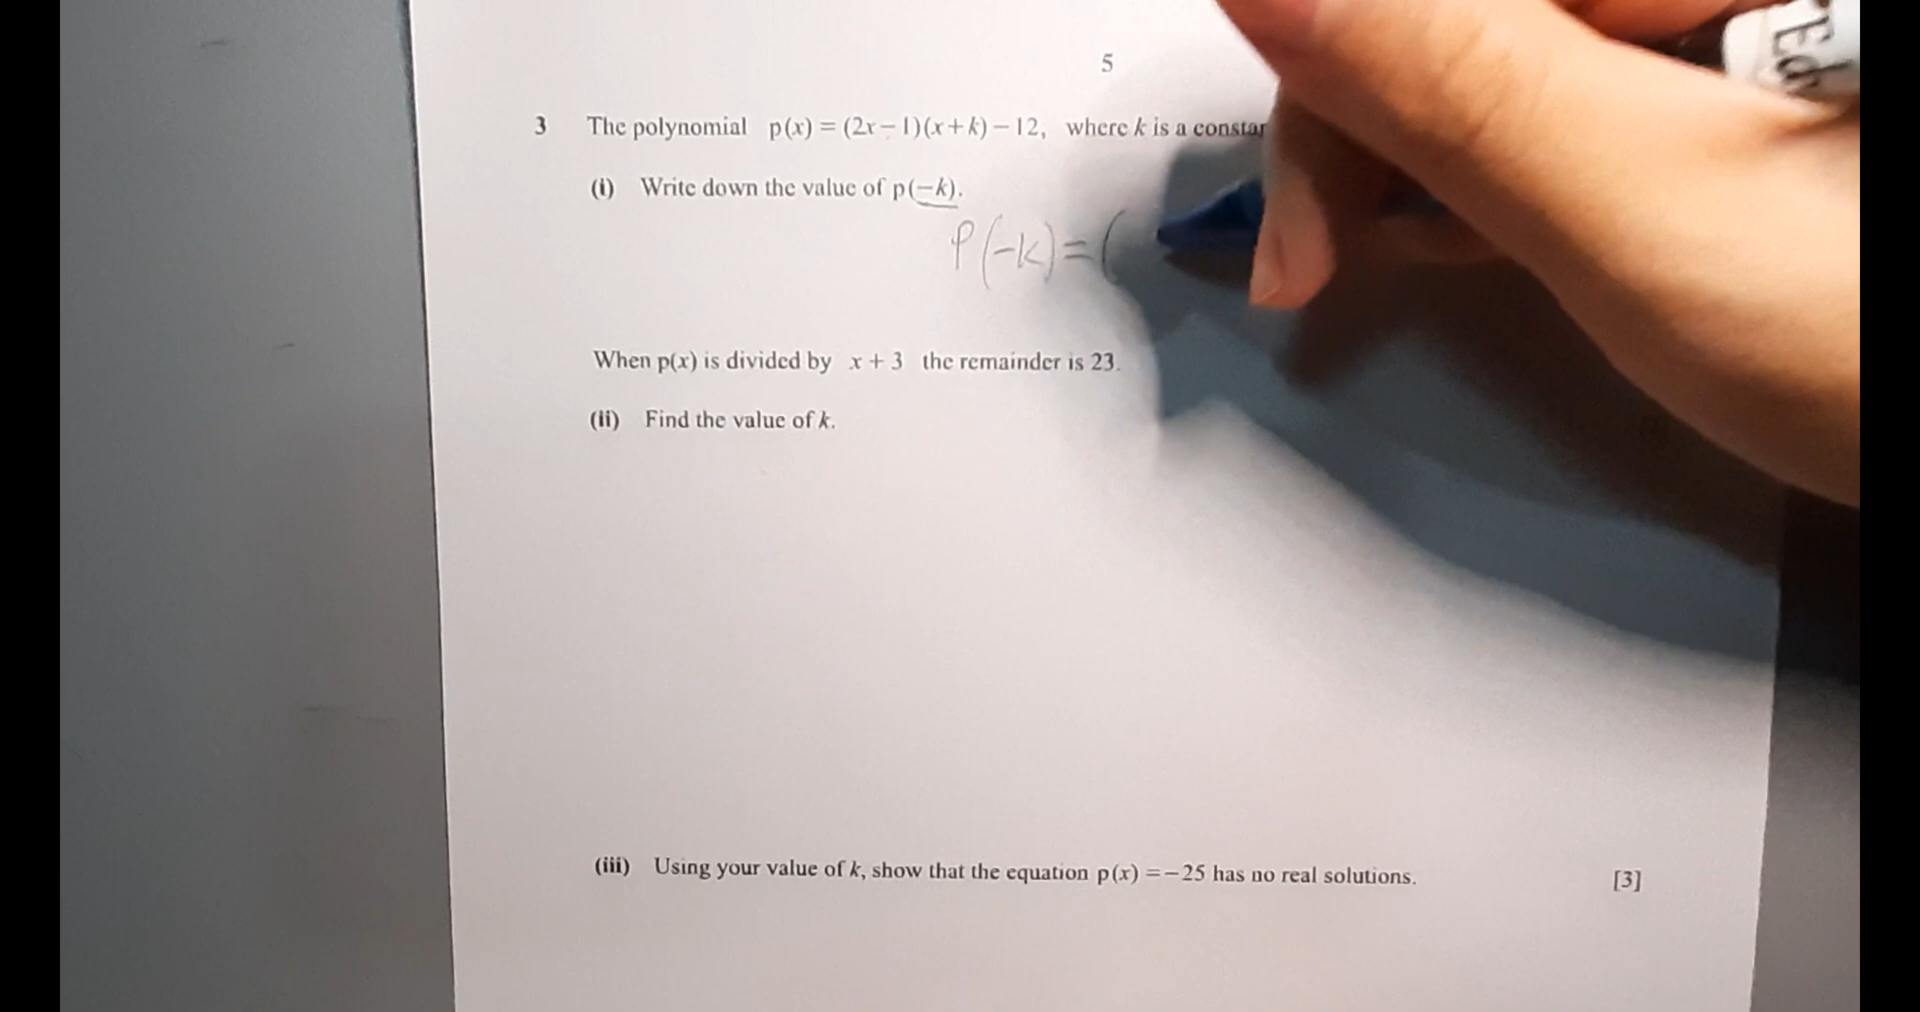 5
3 The polynomial p(x) = (2x − 1)(x + k) − 12, where k is a
(i) Write down the value of p(−k).
P(-k)=(
When p(x) is divided by x + 3 the remainder is 23.
(ii) Find the value of k.
(iii) Using your value of k, show that the equation p(x) = −25 has no real solutions. [3]